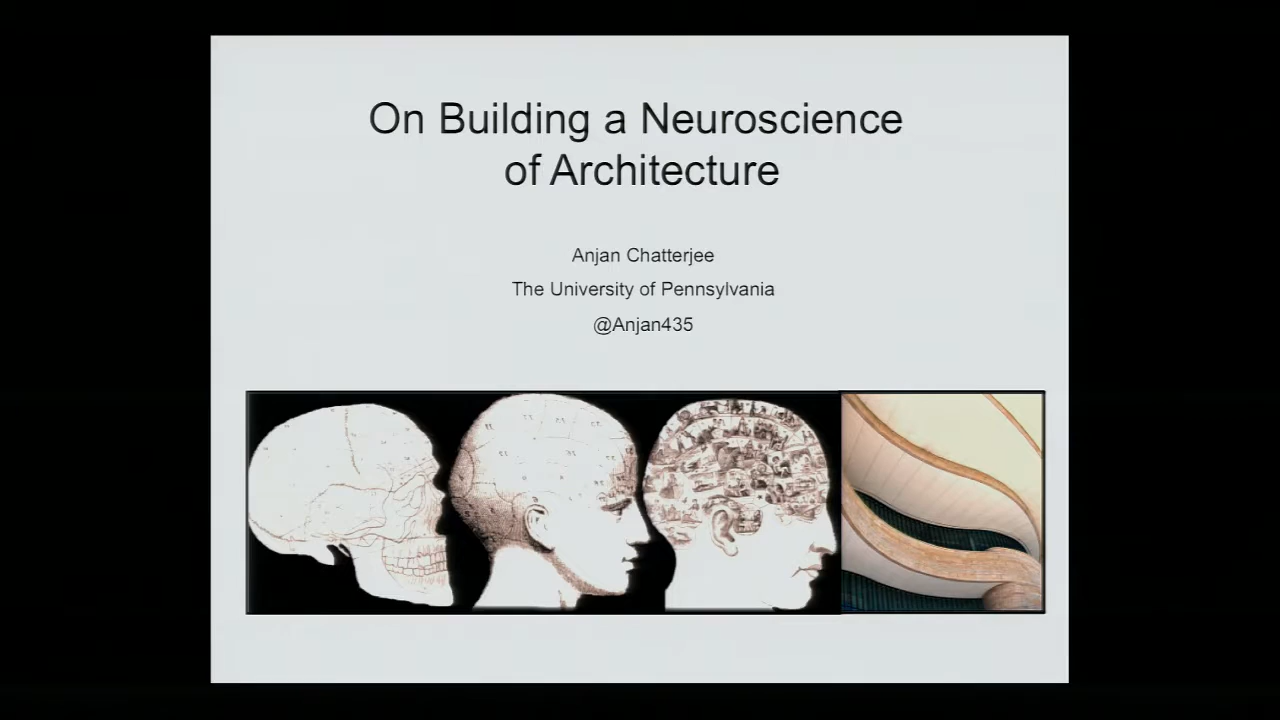 On Building a Neuroscience
of Architecture
Anjan Chatterjee
The University of Pennsylvania
@Anjan435